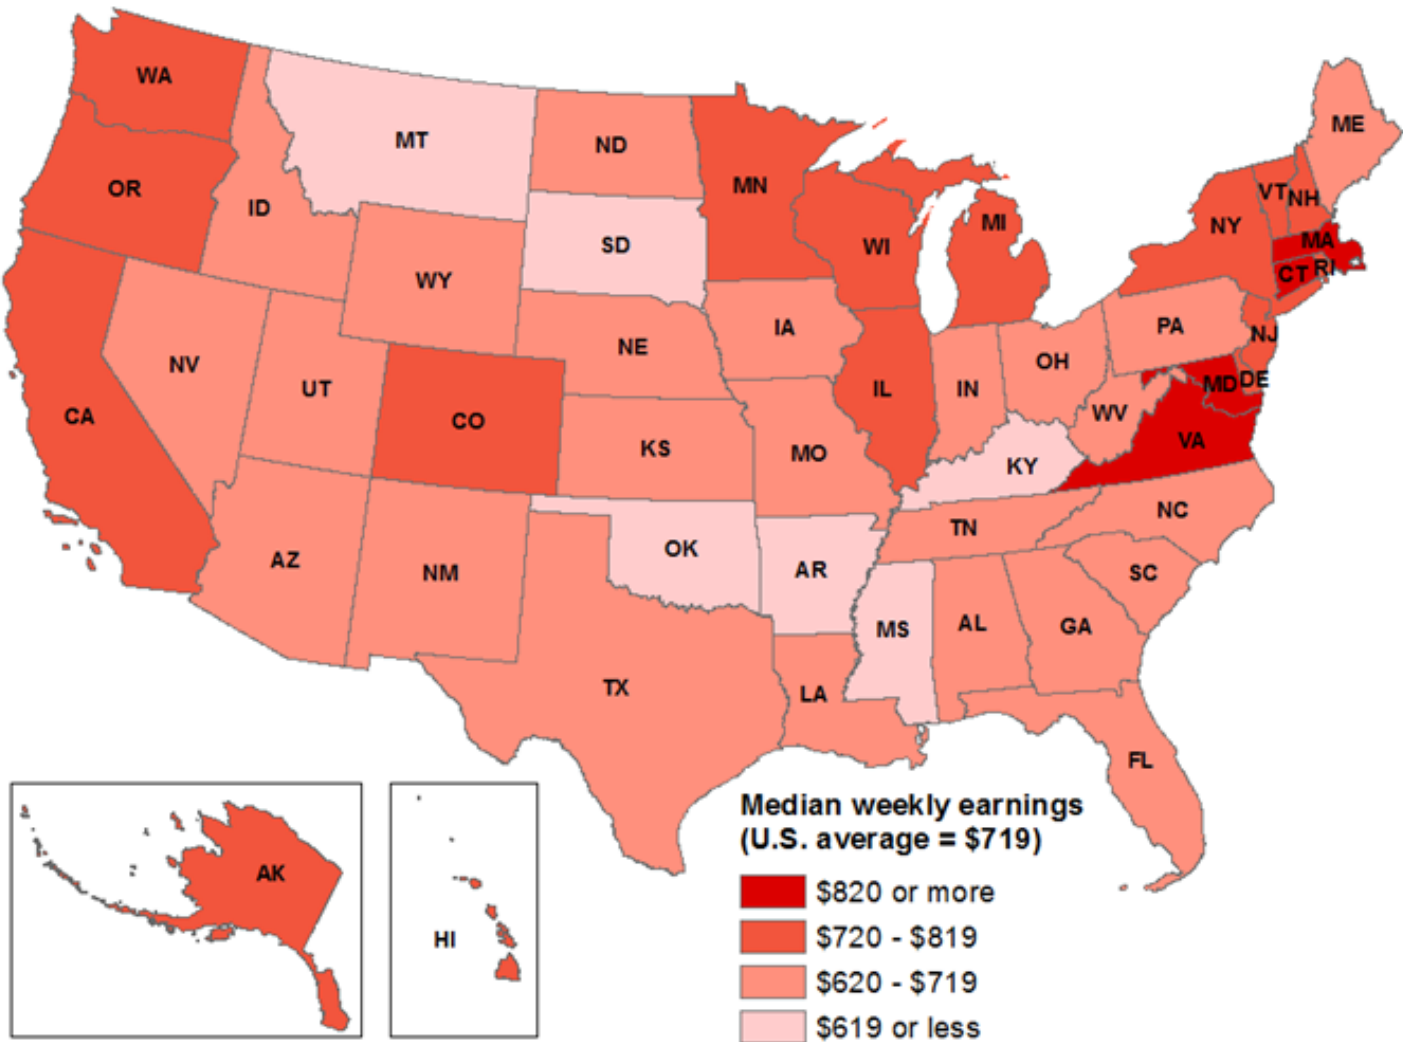 WA
MT
ND
ME
OR
ID
MN
VT
NH
SD
WI
MI
NY
MA
WY
CT
RI
IA
PA
NV
NE
NJ
UT
OH
CA
CO
IL
IN
MD
DE
KS
MO
WV
VA
KY
NC
AZ
NM
OK
AR
TN
SC
MS
AL
GA
TX
LA
FL
AK
HI
Median weekly earnings
(U.S. average = $719)
$820 or more
$720 - $819
$620 - $719
$619 or less